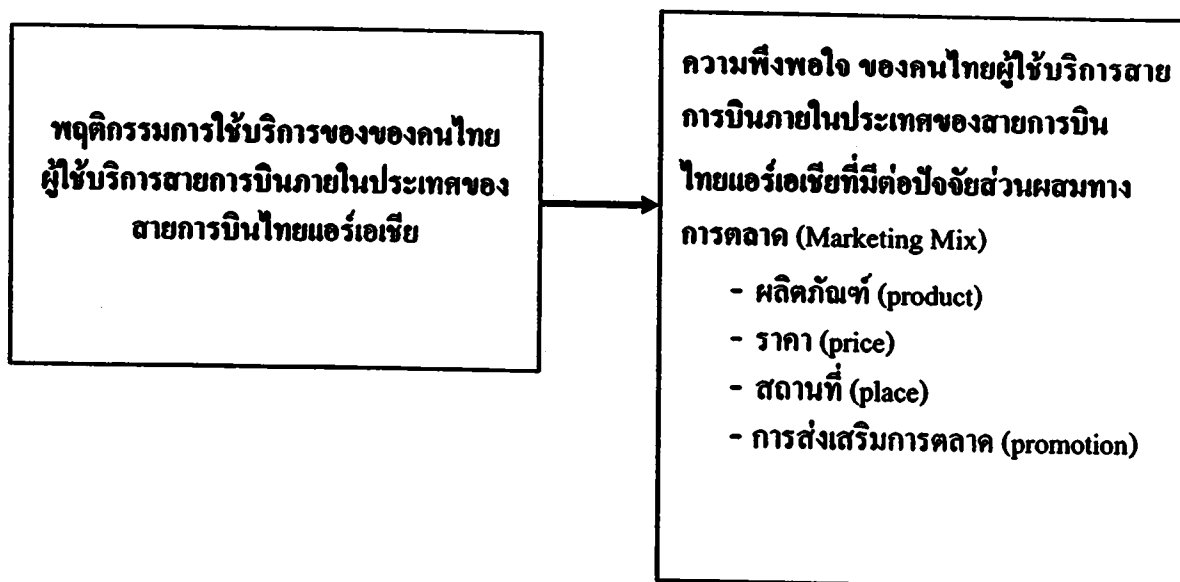 พฤติกรรมการใช้บริการของของคนไทย
ผู้ใช้บริการสายการบินภายในประเทศของ
สายการบินไทยแอร์เอเชีย
ความพึงพอใจ ของคนไทยผู้ใช้บริการสาย
การบินภายในประเทศของสายการบิน
ไทยแอร์เอเชียที่มีต่อปัจจัยส่วนผสมทาง
การตลาด (Marketing Mix)
- ผลิตภัณฑ์ (product)
- ราคา (price)
- สถานที่ (place)
- การส่งเสริมการตลาด (promotion)